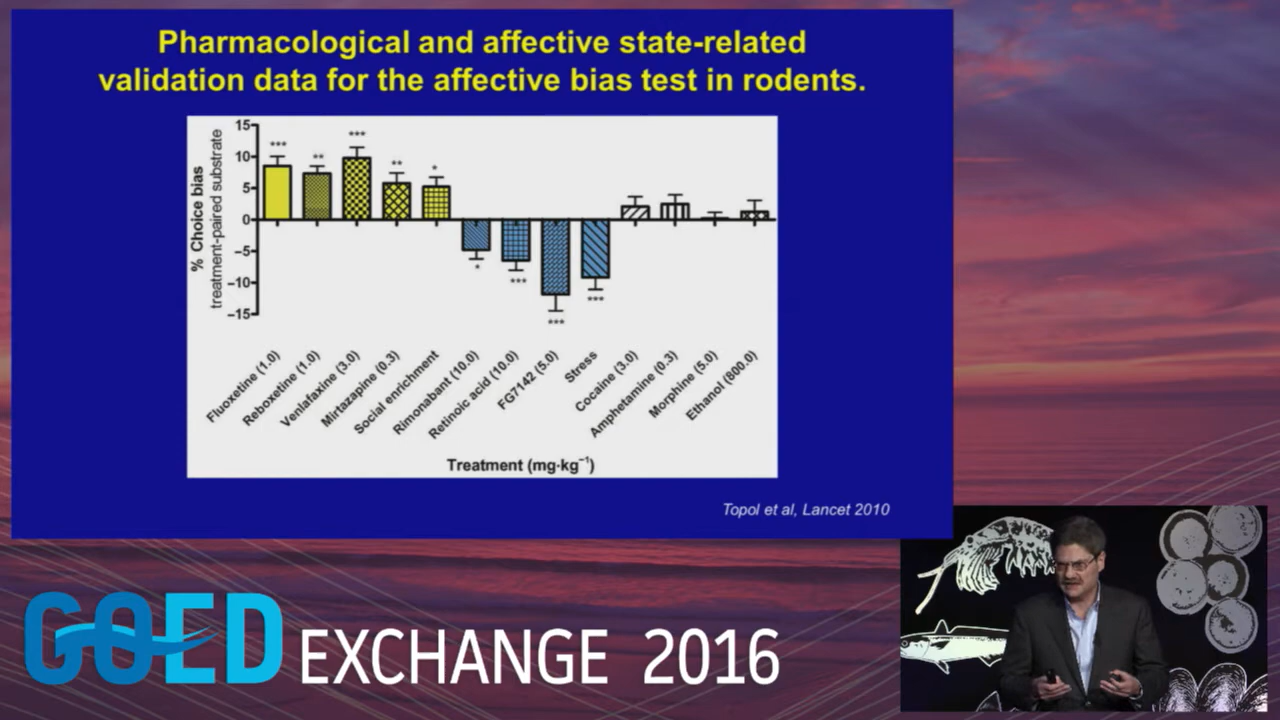 Pharmacological and affective state-related
validation data for the affective bias test in rodents.
% Choice bias
treatment-paired substrate
15
10
5
0
–5
–10
–15
***
**
***
**
*
*
***
***
***
Fluoxetine (1.0)
Reboxetine (1.0)
Venlafaxine (3.0)
Mirtazapine (0.3)
Social enrichment
Rimonabant (10.0)
Retinoic acid (10.0)
FG7142 (5.0)
Stress
Cocaine (3.0)
Amphetamine (0.3)
Morphine (5.0)
Ethanol (800.0)
Treatment (mg·kg⁻¹)
Topol et al, Lancet 2010
GOED EXCHANGE 2016